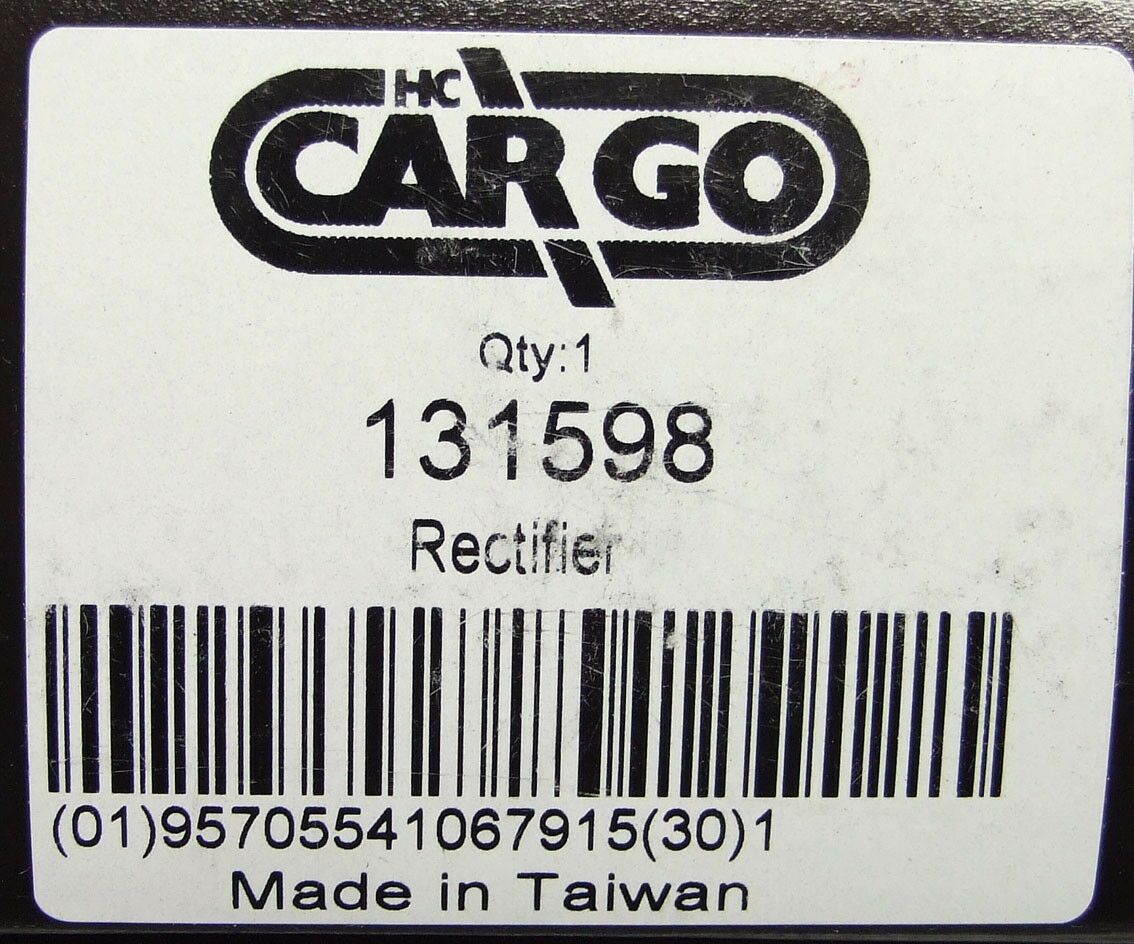 HC
CARGO
Qty:1
131598
Rectifier
(01)95705541067915(30)1
Made in Taiwan